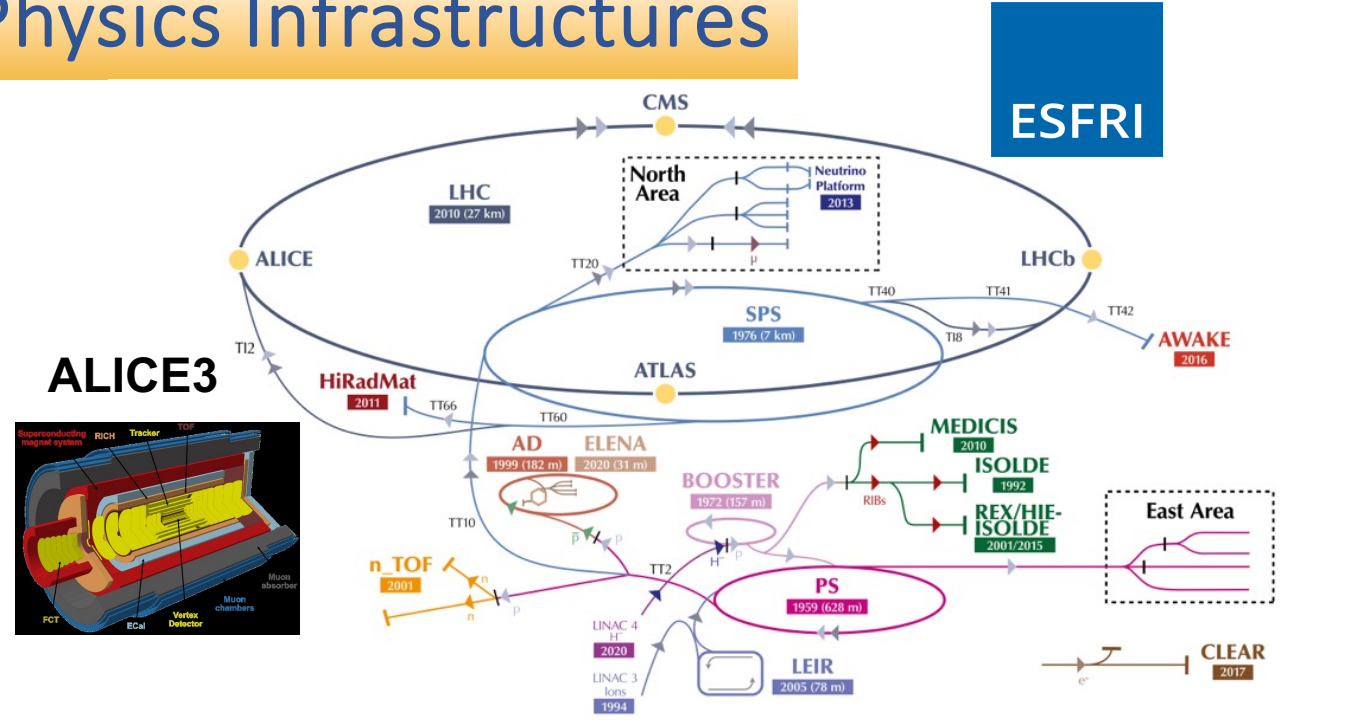 Physics Infrastructures
ESFRI
CMS
LHC
2010 (27 km)
North
Area
Neutrino
Platform
2013
μ
ALICE
LHCb
TT20
TT40
TT41
TT42
SPS
1976 (7 km)
TI8
AWAKE
2016
TI2
ATLAS
ALICE3
HiRadMat
2011
TT66
TT60
Superconducting
magnet system
RICH
Tracker
TOF
FCT
ECal
Vertex
Detector
Muon
chambers
Muon
absorber
AD
1999 (182 m)
ELENA
2020 (31 m)
BOOSTER
1972 (157 m)
MEDICIS
2010
ISOLDE
1992
RIBs
REX/HIE-
ISOLDE
2001/2015
East Area
TT10
p̅
p
H⁻
p
n_TOF
2001
n
n
p
TT2
PS
1959 (628 m)
LINAC 4
H⁻
2020
LINAC 3
Ions
1994
LEIR
2005 (78 m)
CLEAR
2017
e⁻